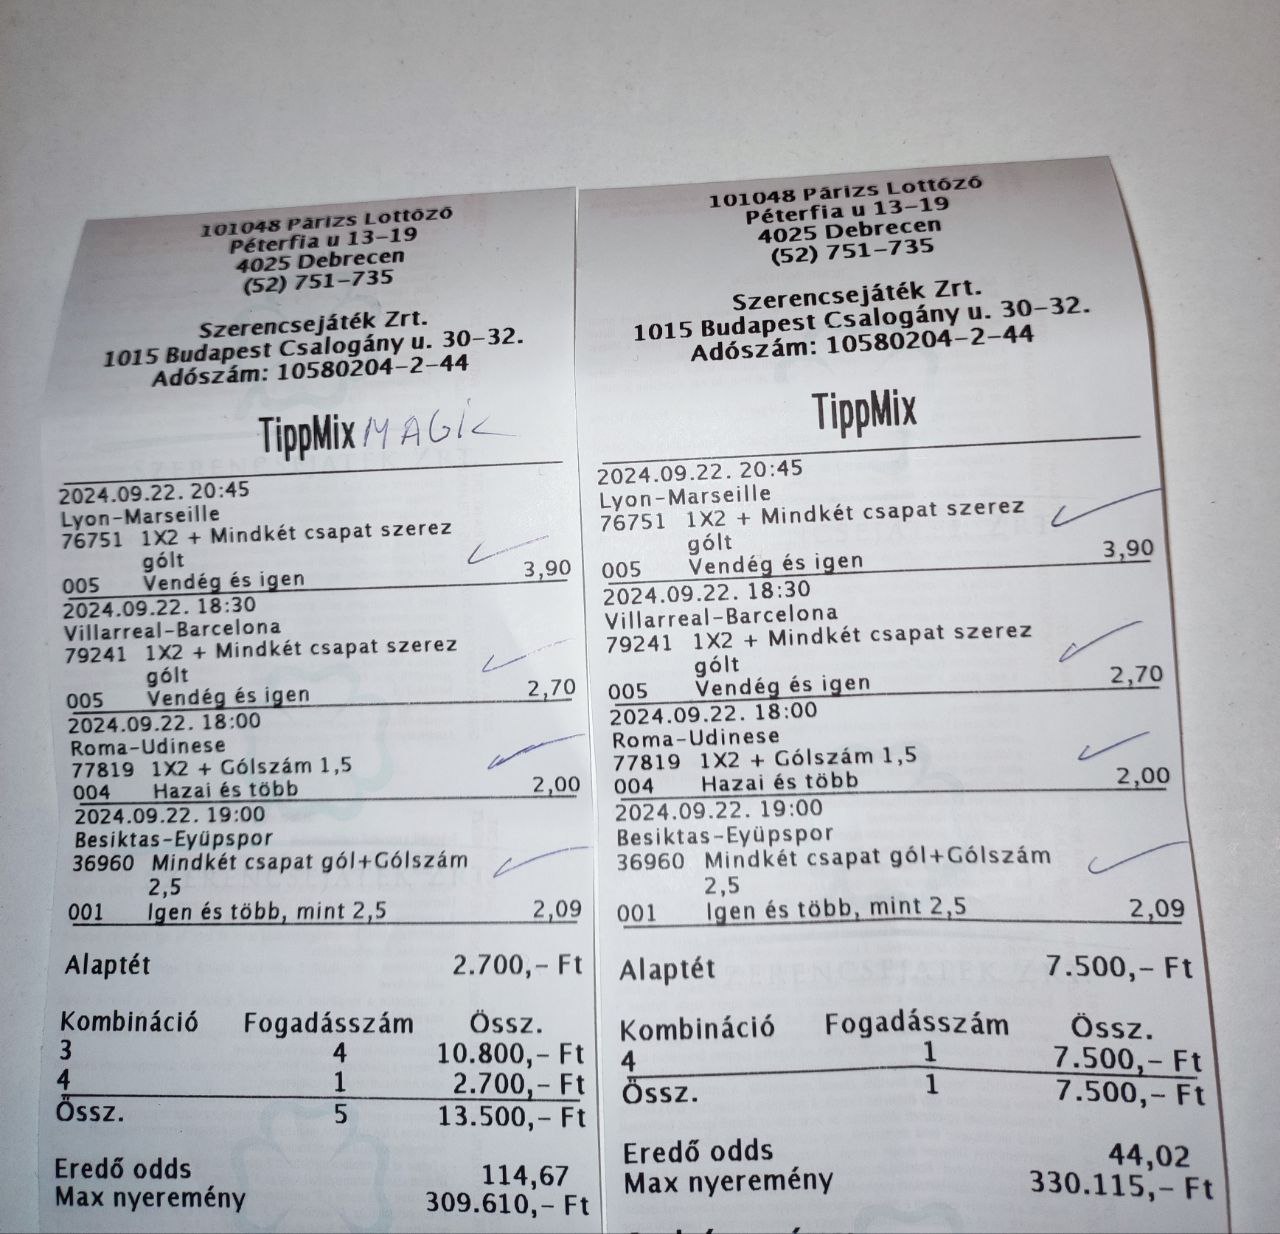 101048 Párizs Lottózó
Péterfia u 13-19
4025 Debrecen
(52) 751-735
Szerencsejáték Zrt.
1015 Budapest Csalogány u. 30-32.
Adószám: 10580204-2-44
TippMix MAGIC
2024.09.22. 20:45
Lyon-Marseille
76751 1X2 + Mindkét csapat szerez
gólt
005 Vendég és igen 3,90
2024.09.22. 18:30
Villarreal-Barcelona
79241 1X2 + Mindkét csapat szerez
gólt
005 Vendég és igen 2,70
2024.09.22. 18:00
Roma-Udinese
77819 1X2 + Gólszám 1,5
004 Hazai és több 2,00
2024.09.22. 19:00
Besiktas-Eyüpspor
36960 Mindkét csapat gól+Gólszám
2,5
001 Igen és több, mint 2,5 2,09
Alaptét 2.700,- Ft
Kombináció Fogadásszám Össz.
3 4 10.800,- Ft
4 1 2.700,- Ft
Össz. 5 13.500,- Ft
Eredő odds 114,67
Max nyeremény 309.610,- Ft
101048 Párizs Lottózó
Péterfia u 13-19
4025 Debrecen
(52) 751-735
Szerencsejáték Zrt.
1015 Budapest Csalogány u. 30-32.
Adószám: 10580204-2-44
TippMix
2024.09.22. 20:45
Lyon-Marseille
76751 1X2 + Mindkét csapat szerez
gólt
005 Vendég és igen 3,90
2024.09.22. 18:30
Villarreal-Barcelona
79241 1X2 + Mindkét csapat szerez
gólt
005 Vendég és igen 2,70
2024.09.22. 18:00
Roma-Udinese
77819 1X2 + Gólszám 1,5
004 Hazai és több 2,00
2024.09.22. 19:00
Besiktas-Eyüpspor
36960 Mindkét csapat gól+Gólszám
2,5
001 Igen és több, mint 2,5 2,09
Alaptét 7.500,- Ft
Kombináció Fogadásszám Össz.
4 1 7.500,- Ft
Össz. 1 7.500,- Ft
Eredő odds 44,02
Max nyeremény 330.115,- Ft